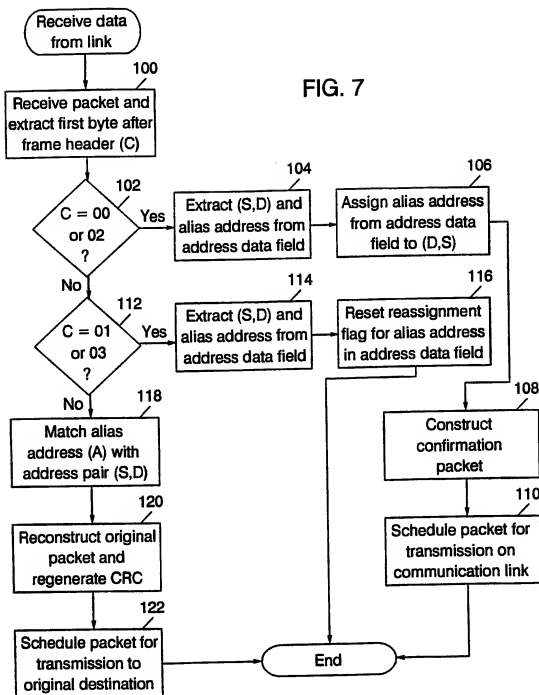 Receive data
from link
FIG. 7
100
Receive packet and
extract first byte after
frame header (C)
102
C = 00
or 02
?
Yes
No
104
Extract (S,D) and
alias address from
address data field
106
Assign alias address
from address data
field to (D,S)
112
C = 01
or 03
?
Yes
No
114
Extract (S,D) and
alias address from
address data field
116
Reset reassignment
flag for alias address
in address data field
118
Match alias
address (A) with
address pair (S,D)
108
Construct
confirmation
packet
120
Reconstruct original
packet and
regenerate CRC
110
Schedule packet for
transmission on
communication link
122
Schedule packet for
transmission to
original destination
End